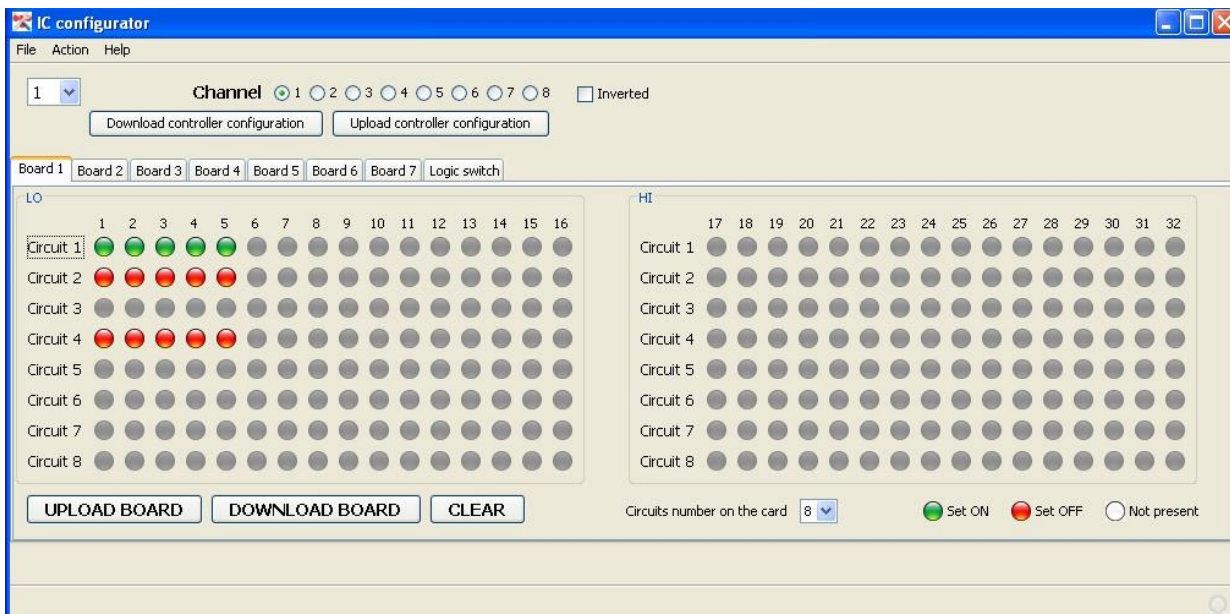 IC configurator
File Action Help
1 Channel 1 2 3 4 5 6 7 8 Inverted
Download controller configuration Upload controller configuration
Board 1 Board 2 Board 3 Board 4 Board 5 Board 6 Board 7 Logic switch
LO
1 2 3 4 5 6 7 8 9 10 11 12 13 14 15 16
Circuit 1
Circuit 2
Circuit 3
Circuit 4
Circuit 5
Circuit 6
Circuit 7
Circuit 8
HI
17 18 19 20 21 22 23 24 25 26 27 28 29 30 31 32
Circuit 1
Circuit 2
Circuit 3
Circuit 4
Circuit 5
Circuit 6
Circuit 7
Circuit 8
UPLOAD BOARD DOWNLOAD BOARD CLEAR Circuits number on the card 8 Set ON Set OFF Not present